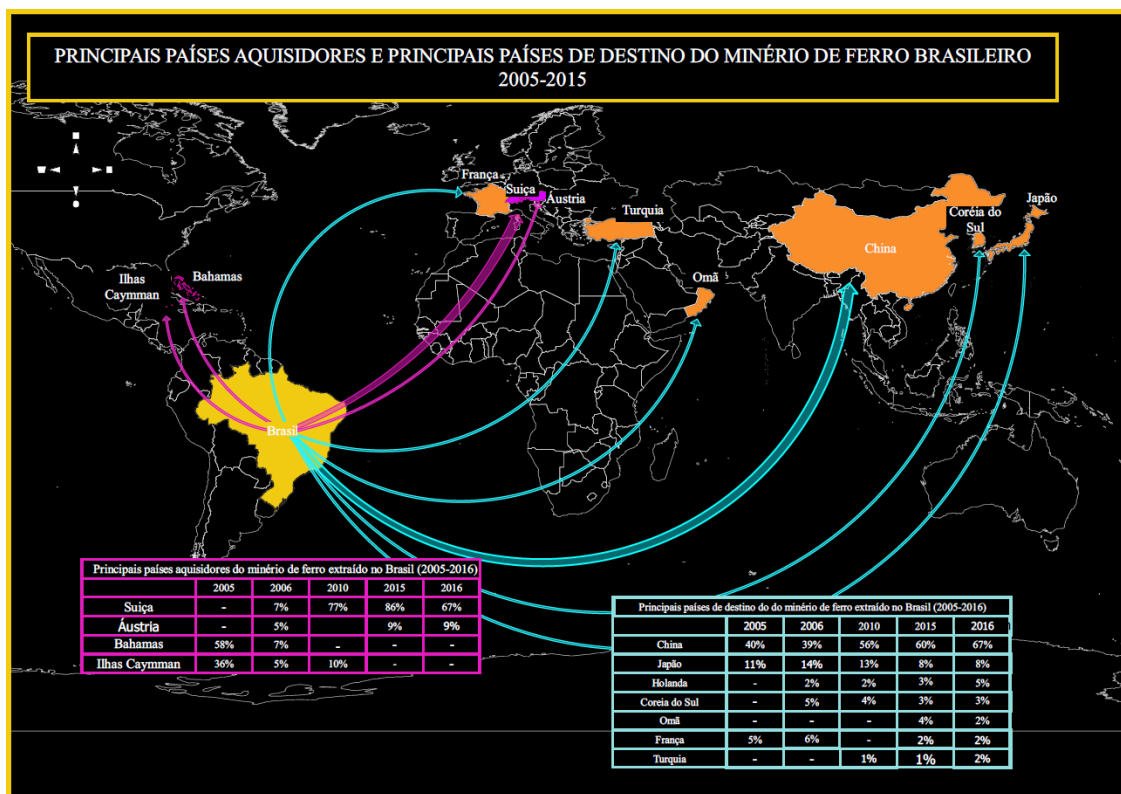 PRINCIPAIS PAÍSES AQUISIDORES E PRINCIPAIS PAÍSES DE DESTINO DO MINÉRIO DE FERRO BRASILEIRO
2005-2015
França
Suiça
Áustria
Turquia
China
Coréia do
Sul
Japão
Omã
Ilhas
Caymman
Bahamas
Brasil
Principais países aquisidores do minério de ferro extraído no Brasil (2005-2016)
2005 2006 2010 2015 2016
Suiça - 7% 77% 86% 67%
Áustria - 5% 9% 9%
Bahamas 58% 7% - - -
Ilhas Caymman 36% 5% 10% - -
Principais países de destino do do minério de ferro extraído no Brasil (2005-2016)
2005 2006 2010 2015 2016
China 40% 39% 56% 60% 67%
Japão 11% 14% 13% 8% 8%
Holanda - 2% 2% 3% 5%
Coreia do Sul - 5% 4% 3% 3%
Omã - - - 4% 2%
França 5% 6% - 2% 2%
Turquia - - 1% 1% 2%